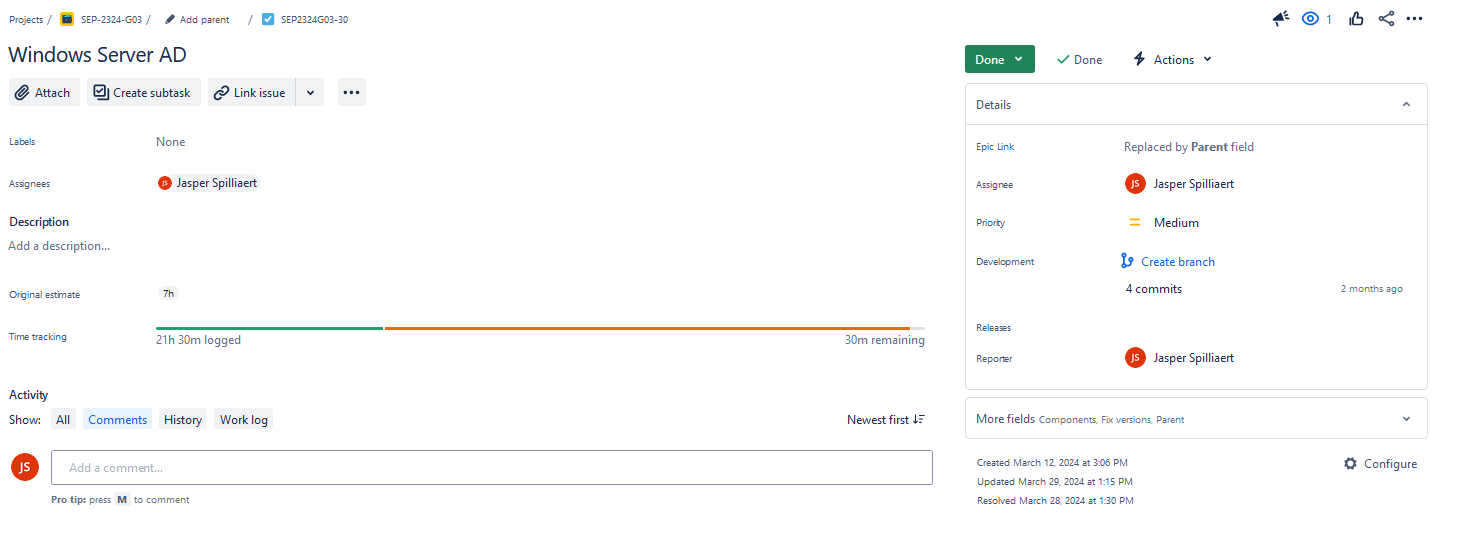 Projects / SEP-2324-G03 / Add parent / SEP2324G03-30
1
Windows Server AD
Attach Create subtask Link issue
Labels None
Assignees JS Jasper Spilliaert
Description
Add a description...
Original estimate 7h
Time tracking
21h 30m logged 30m remaining
Activity
Show: All Comments History Work log Newest first
JS Add a comment...
Pro tip: press M to comment
Done Done Actions
Details
Epic Link Replaced by Parent field
Assignee JS Jasper Spilliaert
Priority Medium
Development Create branch
4 commits 2 months ago
Releases
Reporter JS Jasper Spilliaert
More fields Components, Fix versions, Parent
Created March 12, 2024 at 3:06 PM Configure
Updated March 29, 2024 at 1:15 PM
Resolved March 28, 2024 at 1:30 PM